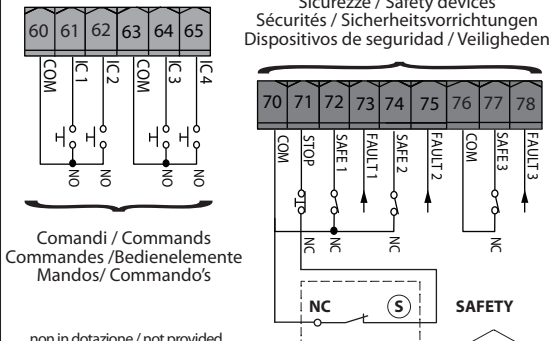 Sicurezze / Safety devices
Sécurités / Sicherheitsvorrichtungen
Dispositivos de seguridad / Veiligheden
60 61 62 63 64 65
COM IC 1 IC 2 COM IC 3 IC 4
NO NO NO NO
Comandi / Commands
Commandes /Bedienelemente
Mandos/ Commando's
70 71 72 73 74 75 76 77 78
COM STOP SAFE 1 FAULT 1 SAFE 2 FAULT 2 COM SAFE 3 FAULT 3
NC NC NC NC
NC S SAFETY
non in dotazione / not provided